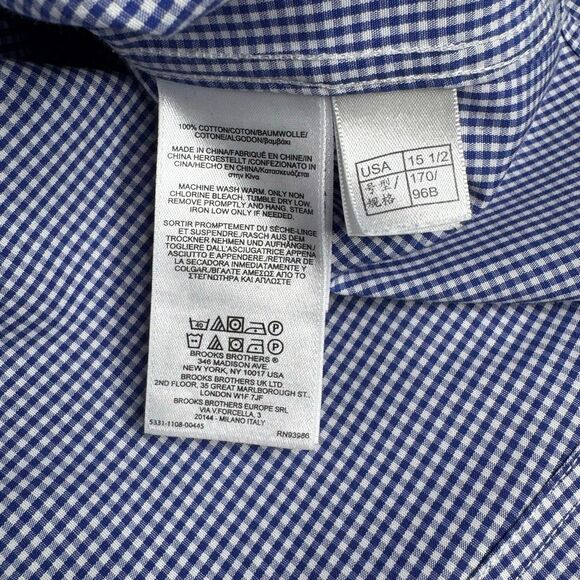 100% COTTON/COTON/BAUMWOLLE/
COTONE/ALGODON/βαμβάκι
MADE IN CHINA/FABRIQUÉ EN CHINE/IN
CHINA HERGESTELLT/CONFEZIONATO IN
CINA/HECHO EN CHINA/Κατασκευάζεται
στην Κίνα
MACHINE WASH WARM. ONLY NON
CHLORINE BLEACH. TUMBLE DRY LOW.
REMOVE PROMPTLY AND HANG. STEAM
IRON LOW ONLY IF NEEDED.
SORTIR PROMPTEMENT DU SÈCHE-LINGE
ET SUSPENDRE/RASCH AUS DEM
TROCKNER NEHMEN UND AUFHÄNGEN/
TOGLIERE DALL'ASCIUGATRICE APPENA
ASCIUTTO E APPENDERE/RETIRAR DE
LA SECADORA INMEDIATAMENTE Y
COLGAR/ΒΓΑΛΤΕ ΑΜΕΣΩΣ ΑΠΟ ΤΟ
ΣΤΕΓΝΩΤΗΡΙΑ ΚΑΙ ΑΠΛΩΣΤΕ
BROOKS BROTHERS ®
346 MADISON AVE.
NEW YORK, NY 10017 USA
BROOKS BROTHERS UK LTD
2ND FLOOR, 35 GREAT MARLBOROUGH ST.
LONDON W1F 7JF
BROOKS BROTHERS EUROPE SRL
VIA V.FORCELLA, 3
20144 - MILANO ITALY
5331-1108-00445 RN93986
USA 15 1/2
号型/ 170/
规格 96B